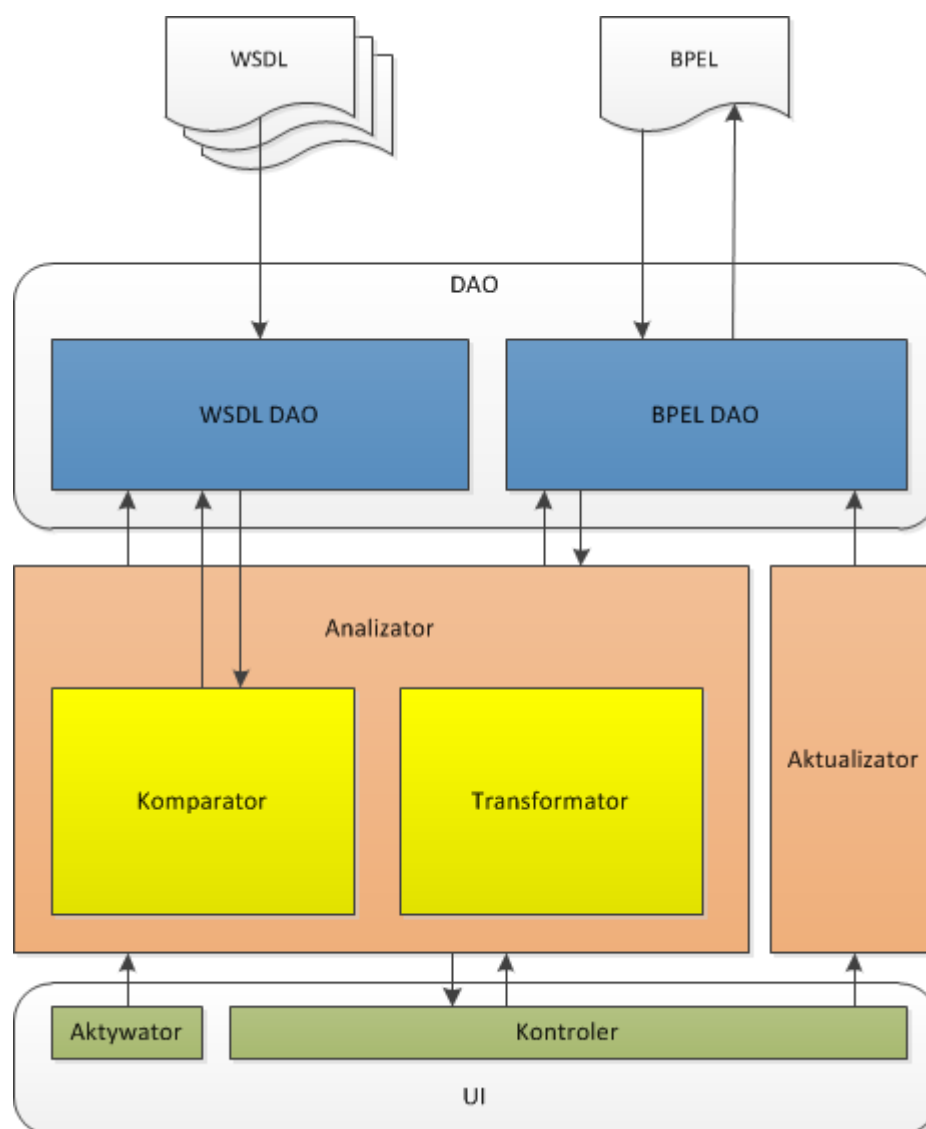 WSDL
BPEL
DAO
WSDL DAO
BPEL DAO
Analizator
Komparator
Transformator
Aktualizator
Aktywator
Kontroler
UI